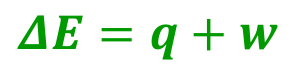 ΔE = q + w